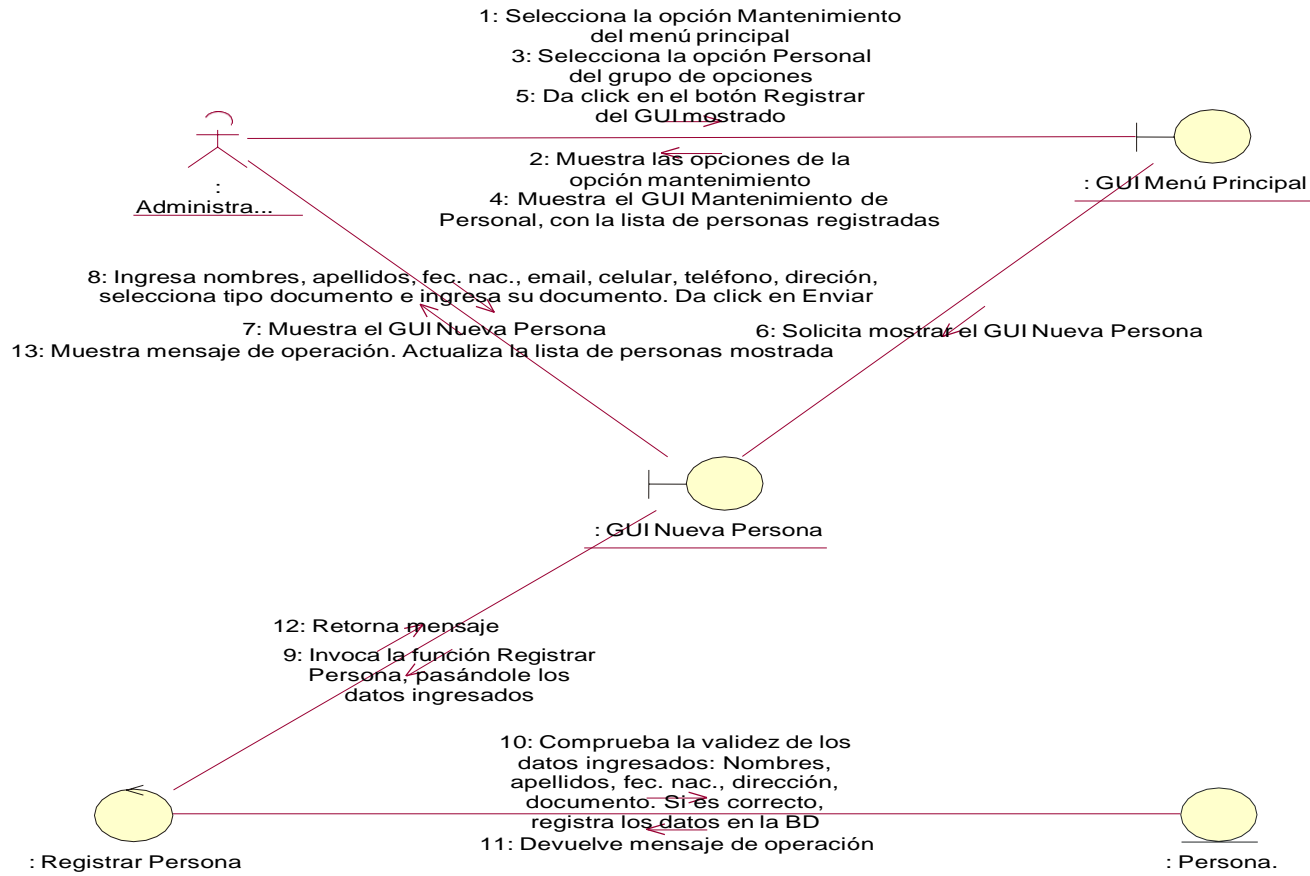 1: Selecciona la opción Mantenimiento
del menú principal
3: Selecciona la opción Personal
del grupo de opciones
5: Da click en el botón Registrar
del GUI mostrado
2: Muestra las opciones de la
opción mantenimiento
4: Muestra el GUI Mantenimiento de
Personal, con la lista de personas registradas
:
Administra...
: GUI Menú Principal
8: Ingresa nombres, apellidos, fec. nac., email, celular, teléfono, direción,
selecciona tipo documento e ingresa su documento. Da click en Enviar
7: Muestra el GUI Nueva Persona
6: Solicita mostrar el GUI Nueva Persona
13: Muestra mensaje de operación. Actualiza la lista de personas mostrada
: GUI Nueva Persona
12: Retorna mensaje
9: Invoca la función Registrar
Persona, pasándole los
datos ingresados
10: Comprueba la validez de los
datos ingresados: Nombres,
apellidos, fec. nac., dirección,
documento. Si es correcto,
registra los datos en la BD
11: Devuelve mensaje de operación
: Registrar Persona
: Persona.